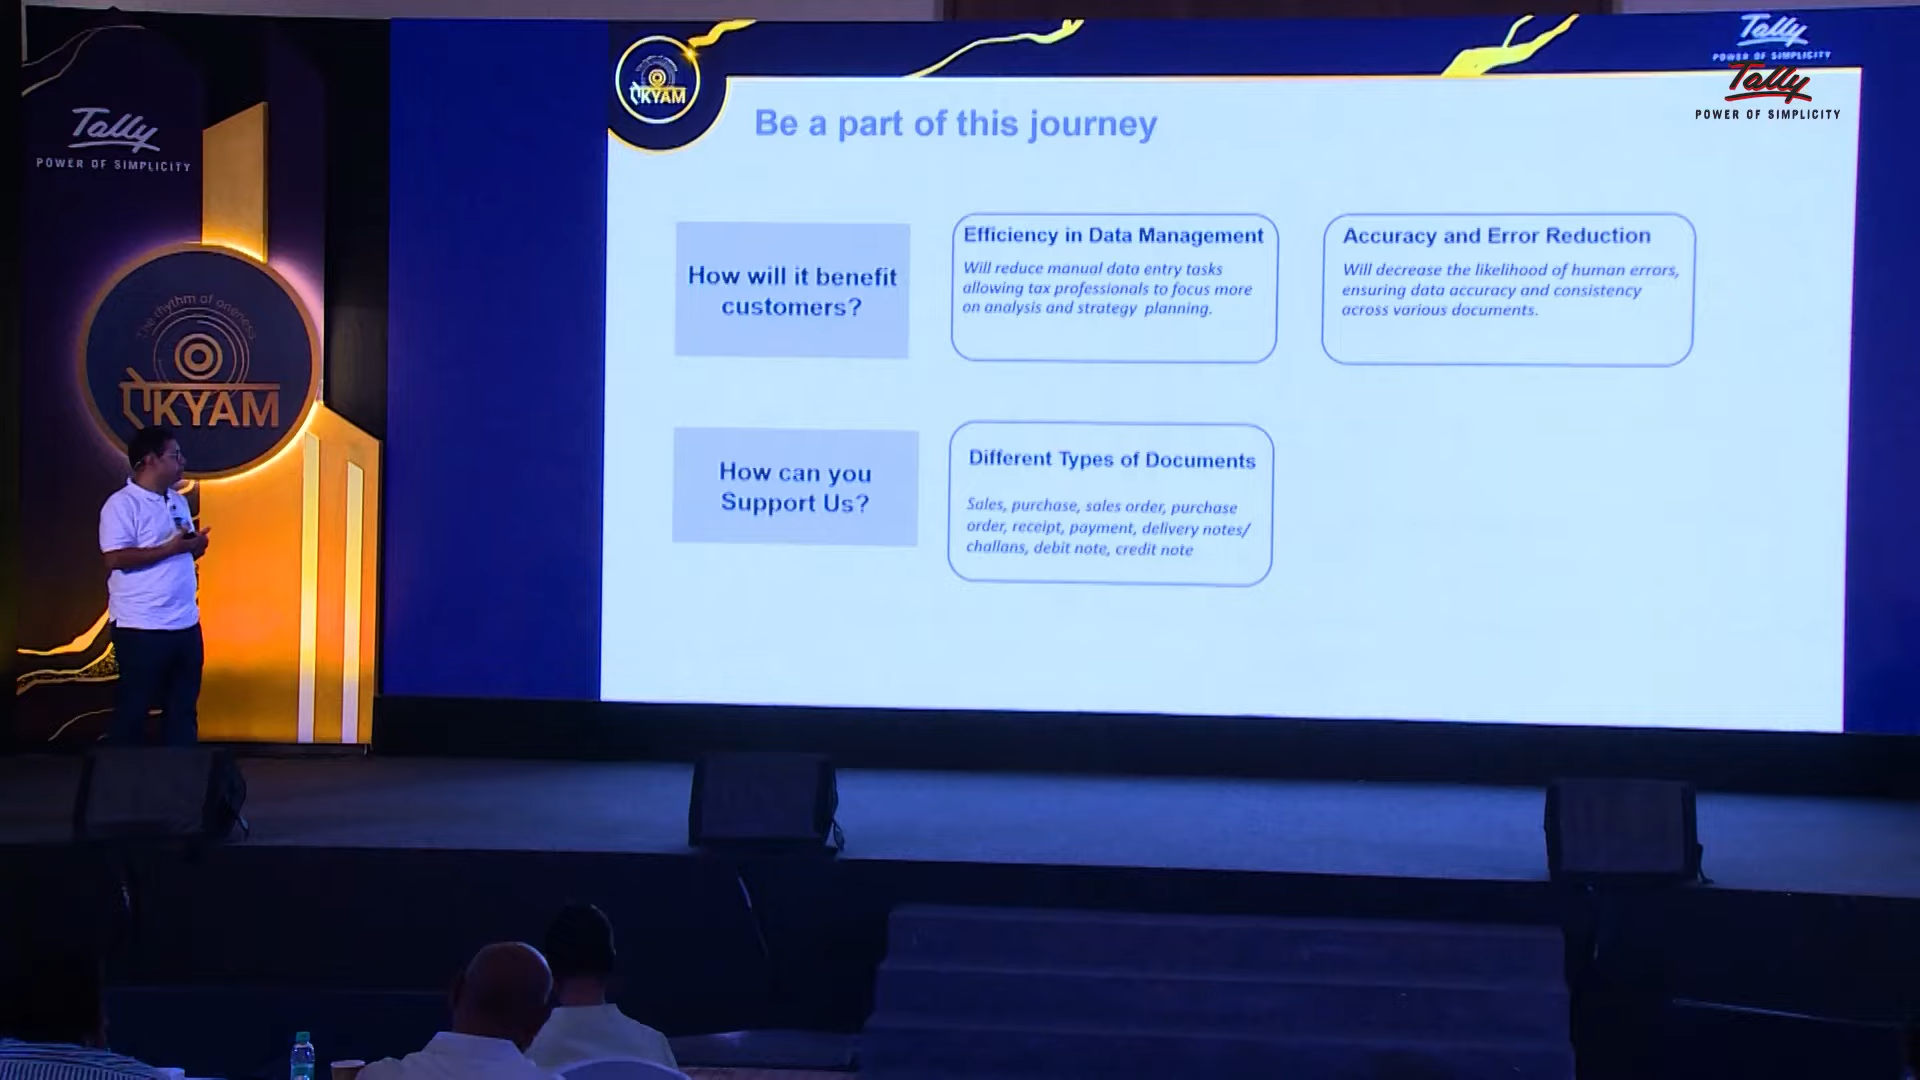 Tally
POWER OF SIMPLICITY
The rhythm of oneness
ऐKYAM
ऐKYAM
Tally
POWER OF SIMPLICITY
Tally
POWER OF SIMPLICITY
Be a part of this journey
How will it benefit
customers?
Efficiency in Data Management
Will reduce manual data entry tasks
allowing tax professionals to focus more
on analysis and strategy planning.
Accuracy and Error Reduction
Will decrease the likelihood of human errors,
ensuring data accuracy and consistency
across various documents.
How can you
Support Us?
Different Types of Documents
Sales, purchase, sales order, purchase
order, receipt, payment, delivery notes/
challans, debit note, credit note